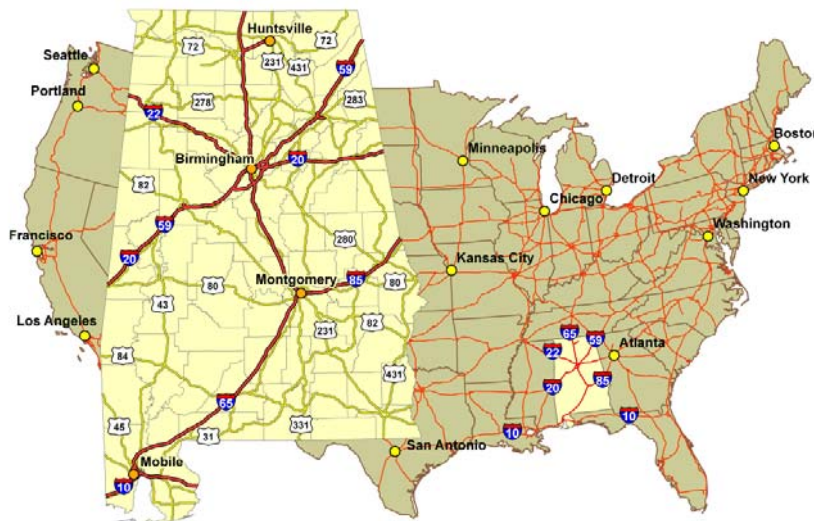 Huntsville
72
72
Seattle
231
431
59
Portland
278
283
22
Boston
Birmingham
20
Minneapolis
82
Detroit
New York
Chicago
59
Washington
Francisco
280
20
Kansas City
Montgomery
85
80
80
43
231
82
Los Angeles
65
59
22
Atlanta
84
431
85
20
65
45
331
10
31
10
San Antonio
Mobile
10